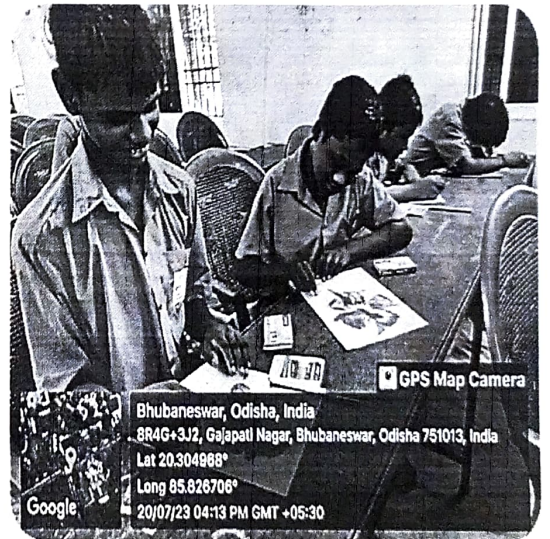 GPS Map Camera
Bhubaneswar, Odisha, India
8R4G+3J2, Gajapati Nagar, Bhubaneswar, Odisha 751013, India
Lat 20.304968°
Long 85.826706°
20/07/23 04:13 PM GMT +05:30
Google